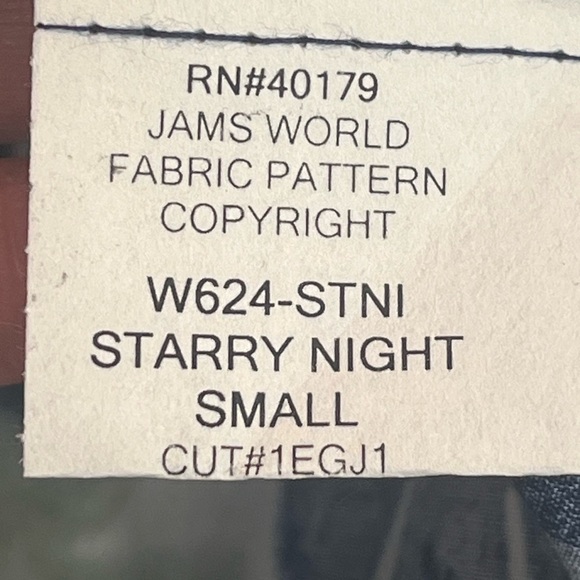 RN#40179
JAMS WORLD
FABRIC PATTERN
COPYRIGHT
W624-STNI
STARRY NIGHT
SMALL
CUT#1EGJ1